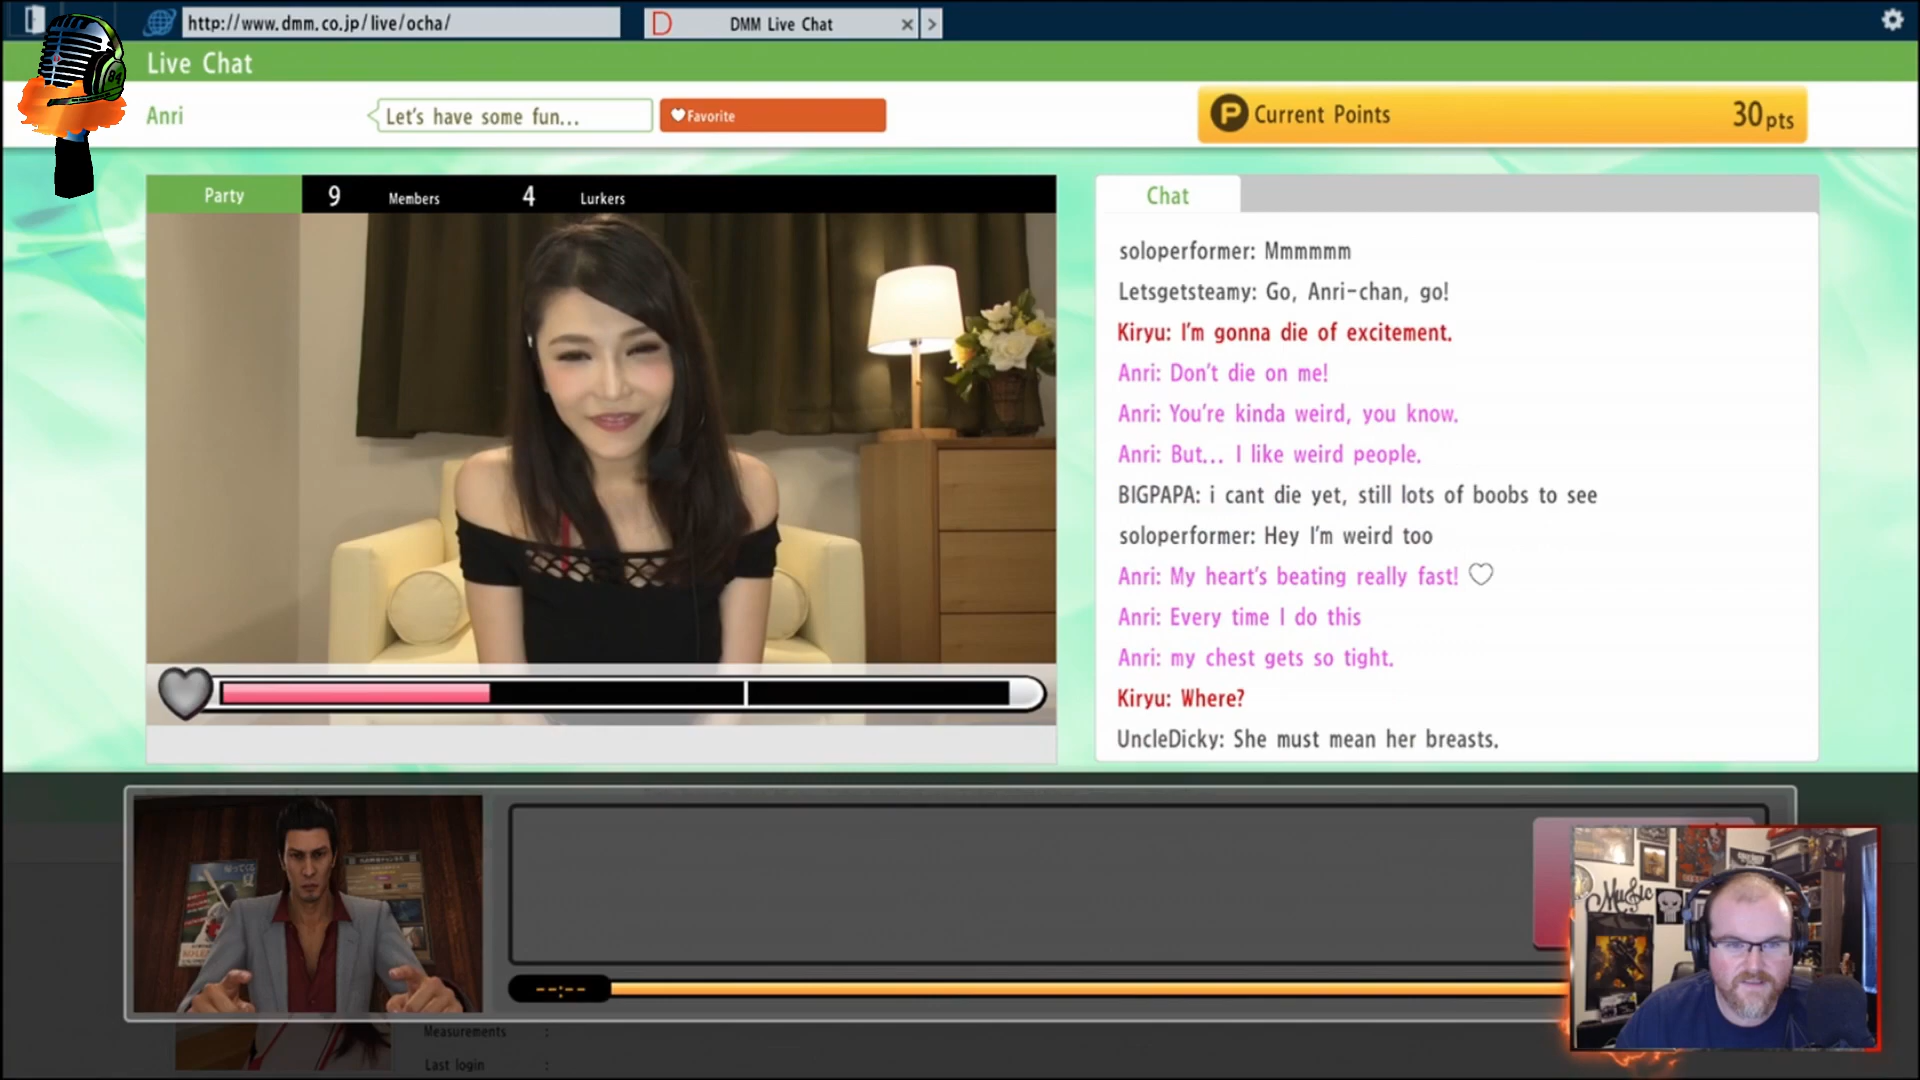 http://www.dmm.co.jp/live/ocha/
D DMM Live Chat
Live Chat
Anri
Let's have some fun...
Favorite
P Current Points 30pts
Party 9 Members 4 Lurkers
Chat
soloperformer: Mmmmmm
Letsgetsteamy: Go, Anri-chan, go!
Kiryu: I'm gonna die of excitement.
Anri: Don't die on me!
Anri: You're kinda weird, you know.
Anri: But... I like weird people.
BIGPAPA: i cant die yet, still lots of boobs to see
soloperformer: Hey I'm weird too
Anri: My heart's beating really fast! ♡
Anri: Every time I do this
Anri: my chest gets so tight.
Kiryu: Where?
UncleDicky: She must mean her breasts.
--:--
Measurements :
Last login :
84
Music